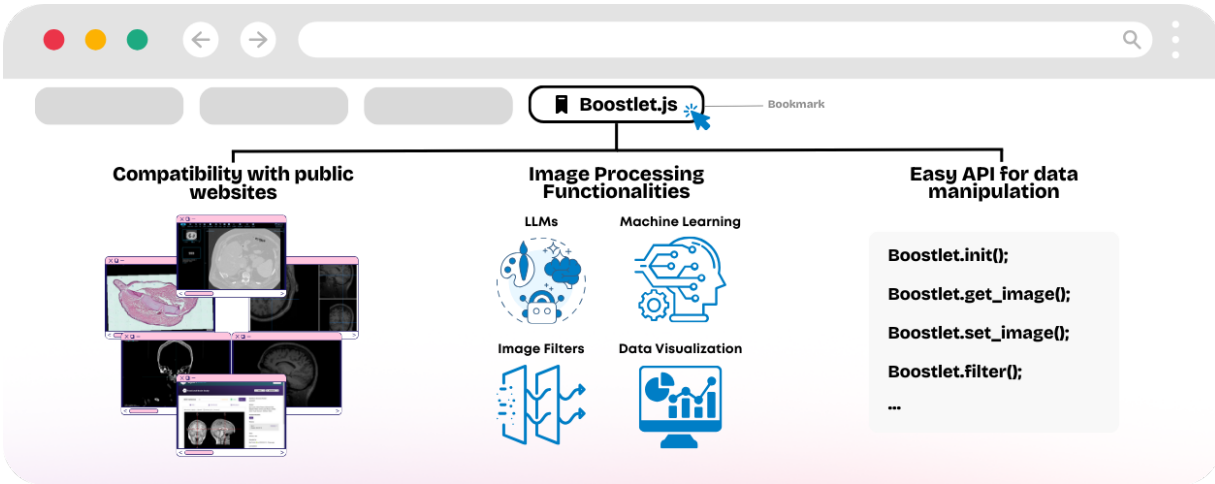 Boostlet.js
Bookmark
Compatibility with public
websites
Image Processing
Functionalities
LLMs
Machine Learning
Image Filters
Data Visualization
Easy API for data
manipulation
Boostlet.init();
Boostlet.get_image();
Boostlet.set_image();
Boostlet.filter();
...